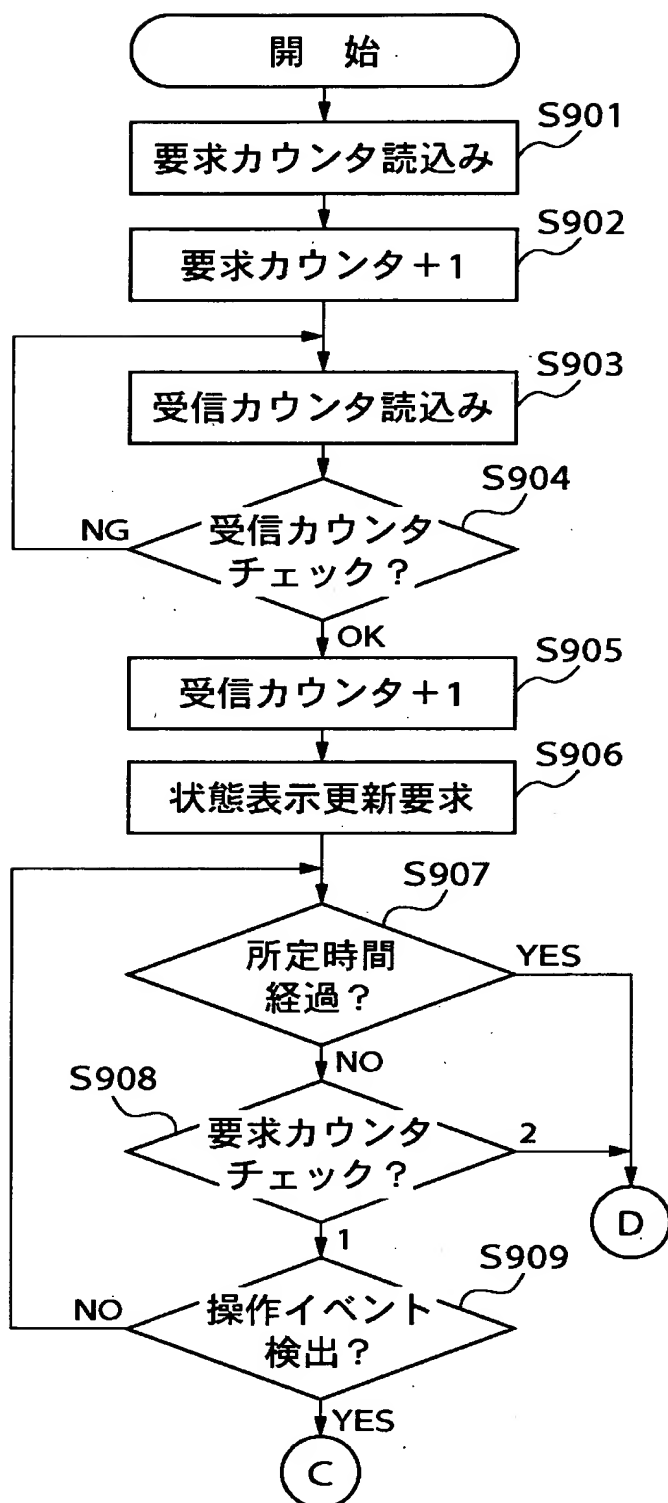 開 始
S901
要求カウンタ読込み
S902
要求カウンタ+1
S903
受信カウンタ読込み
S904
NG
受信カウンタ
チェック?
OK
S905
受信カウンタ+1
S906
状態表示更新要求
S907
所定時間
経過?
YES
NO
S908
要求カウンタ
チェック?
2
D
1
S909
NO
操作イベント
検出?
YES
C